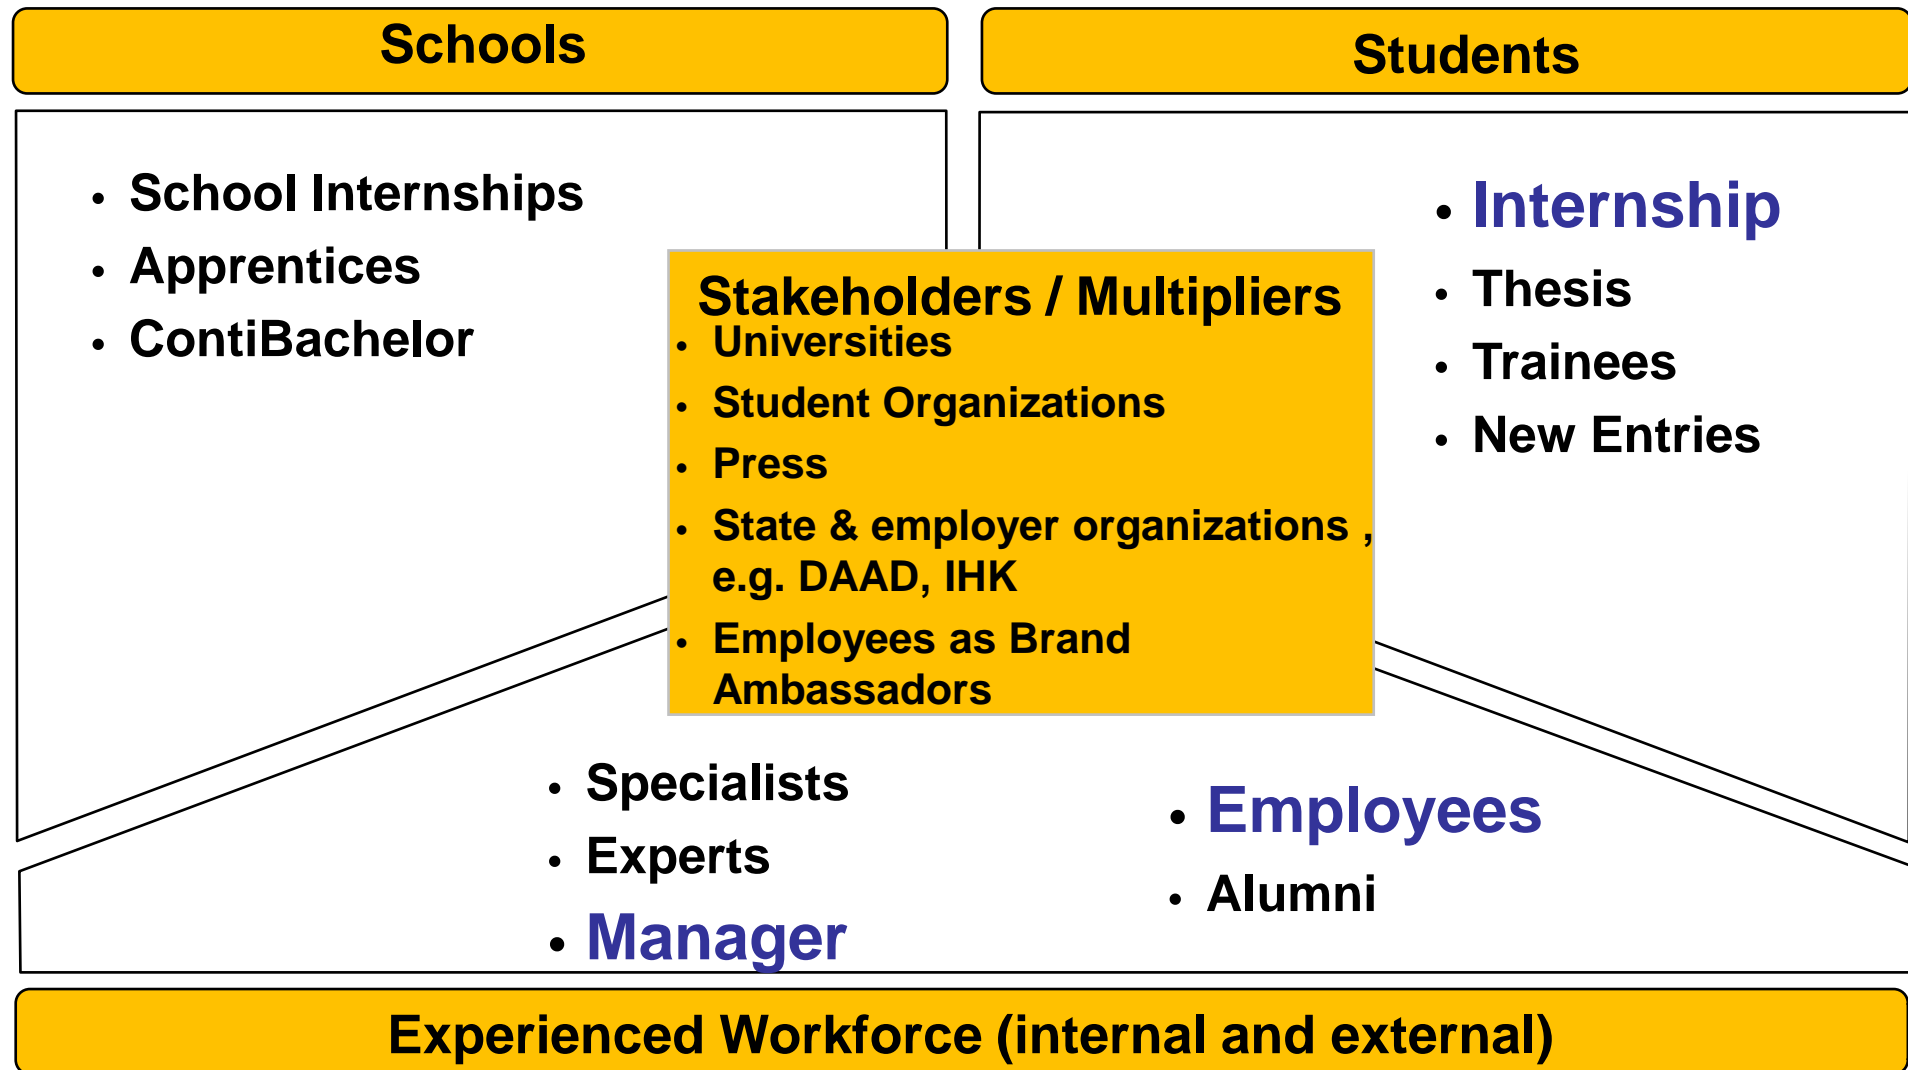 Schools
Students
• School Internships
• Apprentices
• ContiBachelor
• Internship
• Thesis
• Trainees
• New Entries
Stakeholders / Multipliers
• Universities
• Student Organizations
• Press
• State & employer organizations ,
e.g. DAAD, IHK
• Employees as Brand
Ambassadors
• Specialists
• Experts
• Manager
• Employees
• Alumni
Experienced Workforce (internal and external)